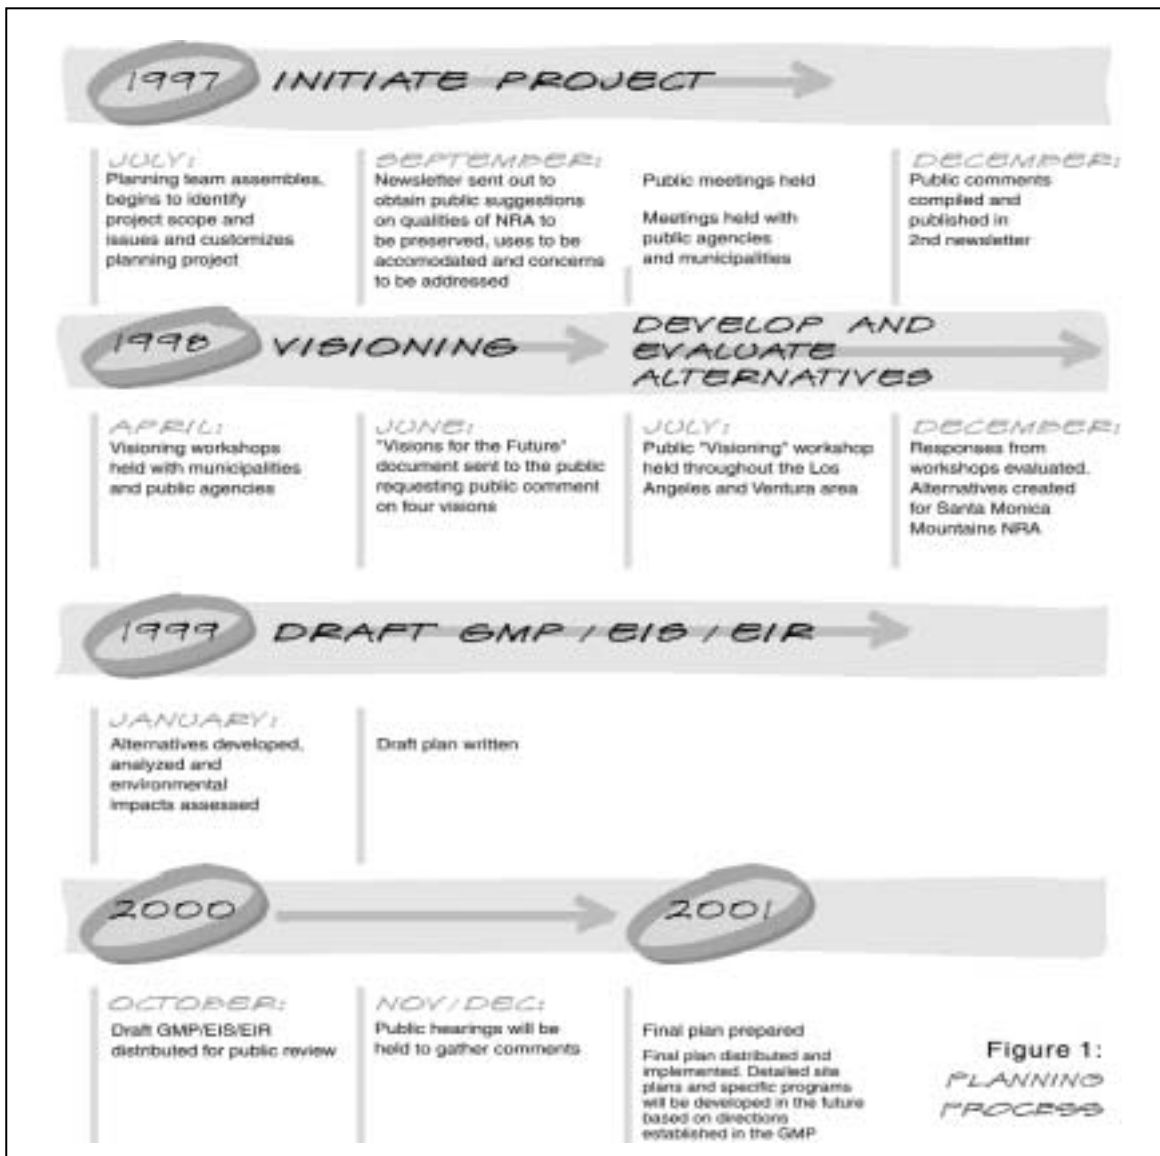 1997 INITIATE PROJECT
JULY:
Planning team assembles,
begins to identify
project scope and
issues and customizes
planning project
SEPTEMBER:
Newsletter sent out to
obtain public suggestions
on qualities of NRA to
be preserved, uses to be
accomodated and concerns
to be addressed
Public meetings held
Meetings held with
public agencies
and municipalities
DECEMBER:
Public comments
compiled and
published in
2nd newsletter
1998 VISIONING
DEVELOP AND
EVALUATE
ALTERNATIVES
APRIL:
Visioning workshops
held with municipalities
and public agencies
JUNE:
"Visions for the Future"
document sent to the public
requesting public comment
on four visions
JULY:
Public "Visioning" workshop
held throughout the Los
Angeles and Ventura area
DECEMBER:
Responses from
workshops evaluated.
Alternatives created
for Santa Monica
Mountains NRA
1999 DRAFT GMP / EIS / EIR
JANUARY:
Alternatives developed,
analyzed and
environmental
impacts assessed
Draft plan written
2000
2001
OCTOBER:
Draft GMP/EIS/EIR
distributed for public review
NOV/DEC:
Public hearings will be
held to gather comments
Final plan prepared
Final plan distributed and
implemented. Detailed site
plans and specific programs
will be developed in the future
based on directions
established in the GMP
Figure 1:
PLANNING
PROCESS